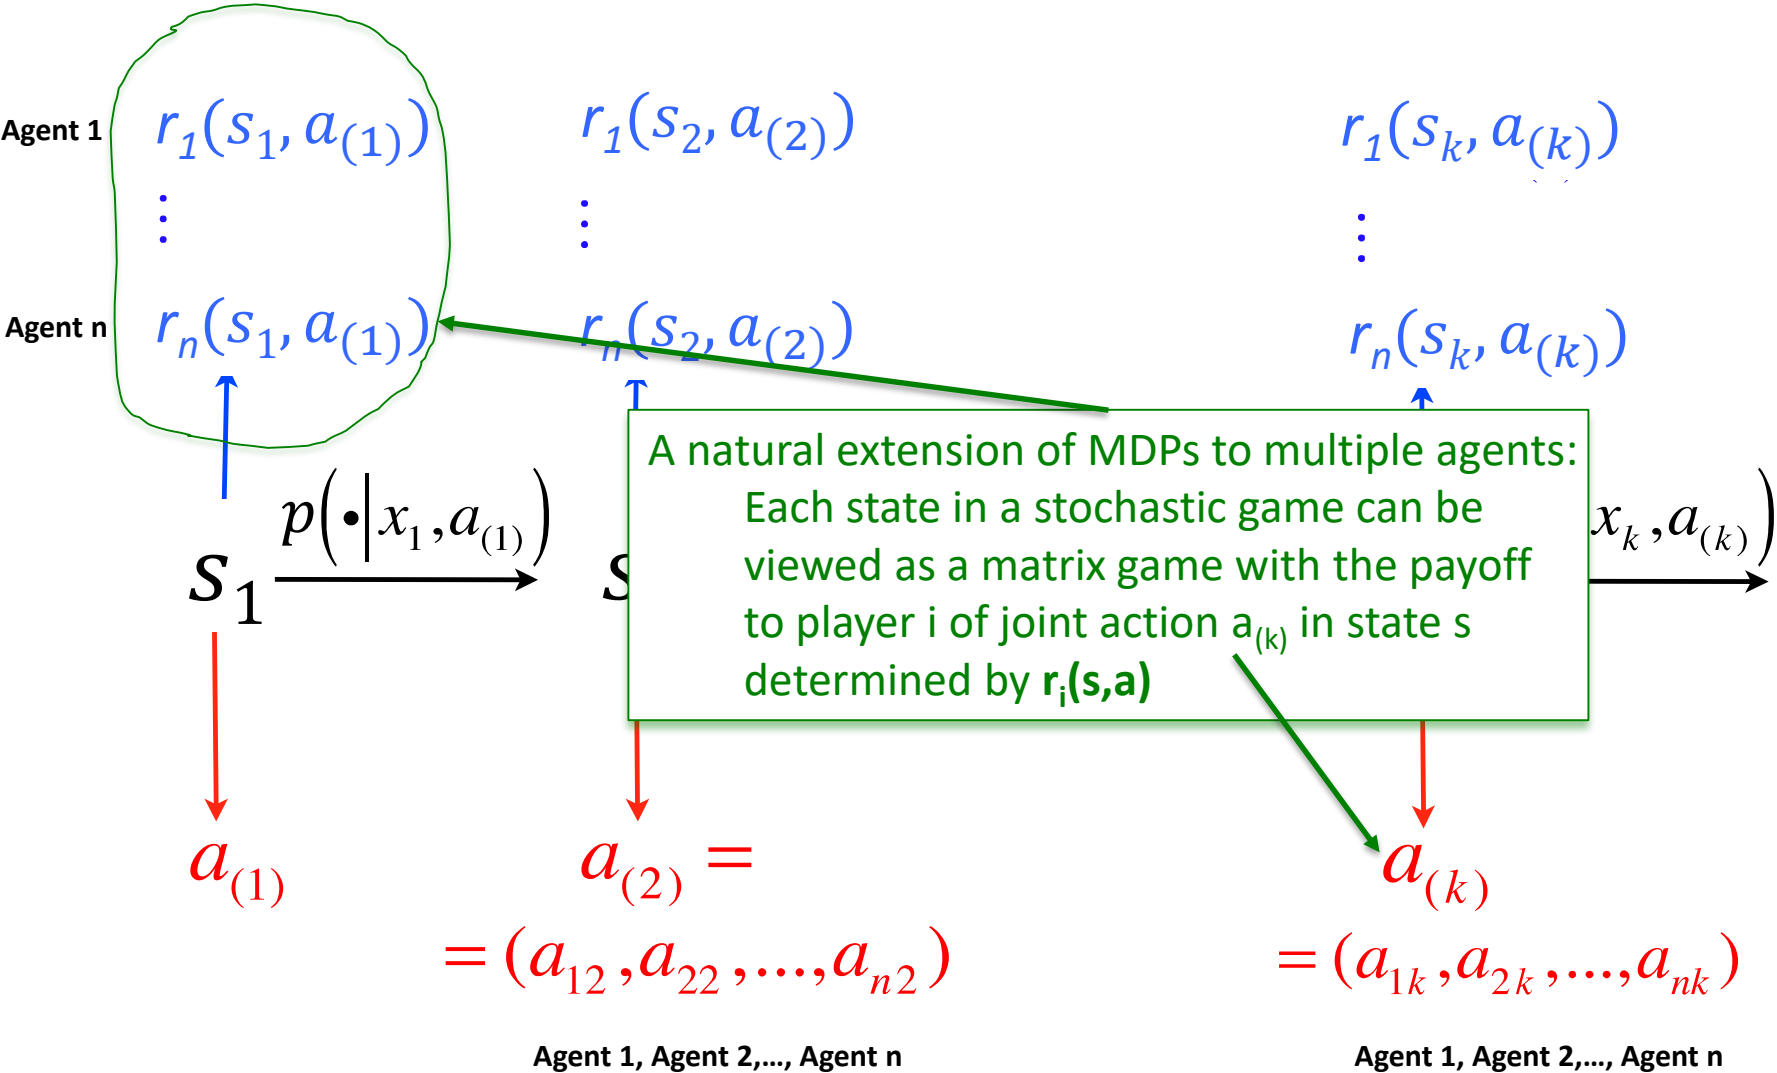 Agent 1 r₁(s₁, a₍₁₎) r₁(s₂, a₍₂₎) r₁(sₖ, a₍ₖ₎)
⋮ ⋮ ⋮
Agent n rₙ(s₁, a₍₁₎) rₙ(s₂, a₍₂₎) rₙ(sₖ, a₍ₖ₎)
A natural extension of MDPs to multiple agents:
Each state in a stochastic game can be
viewed as a matrix game with the payoff
to player i of joint action a₍ₖ₎ in state s
determined by rᵢ(s,a)
p(•|x₁,a₍₁₎) xₖ,a₍ₖ₎)
s₁ s
a₍₁₎ a₍₂₎ = a₍ₖ₎
= (a₁₂,a₂₂,...,aₙ₂) = (a₁ₖ,a₂ₖ,...,aₙₖ)
Agent 1, Agent 2,..., Agent n Agent 1, Agent 2,..., Agent n